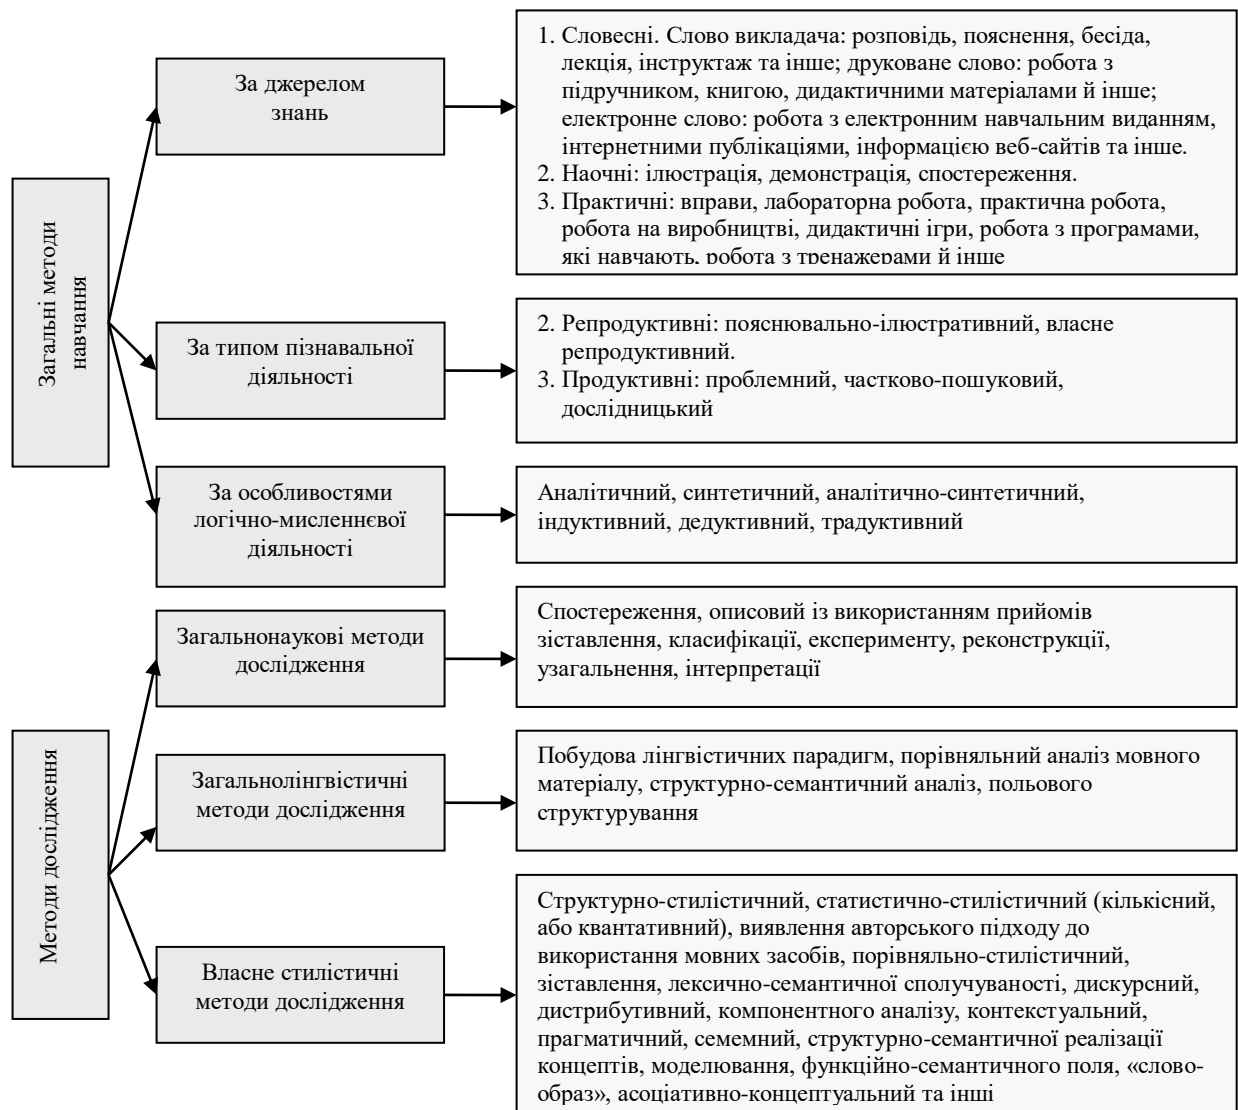 Загальні методи
навчання
За джерелом
знань
1. Словесні. Слово викладача: розповідь, пояснення, бесіда,
лекція, інструктаж та інше; друковане слово: робота з
підручником, книгою, дидактичними матеріалами й інше;
електронне слово: робота з електронним навчальним виданням,
інтернетними публікаціями, інформацією веб-сайтів та інше.
2. Наочні: ілюстрація, демонстрація, спостереження.
3. Практичні: вправи, лабораторна робота, практична робота,
робота на виробництві, дидактичні ігри, робота з програмами,
які навчають, робота з тренажерами й інше
За типом пізнавальної
діяльності
2. Репродуктивні: пояснювально-ілюстративний, власне
репродуктивний.
3. Продуктивні: проблемний, частково-пошуковий,
дослідницький
За особливостями
логічно-мисленнєвої
діяльності
Аналітичний, синтетичний, аналітично-синтетичний,
індуктивний, дедуктивний, традуктивний
Методи дослідження
Загальнонаукові методи
дослідження
Спостереження, описовий із використанням прийомів
зіставлення, класифікації, експерименту, реконструкції,
узагальнення, інтерпретації
Загальнолінгвістичні
методи дослідження
Побудова лінгвістичних парадигм, порівняльний аналіз мовного
матеріалу, структурно-семантичний аналіз, польового
структурування
Власне стилістичні
методи дослідження
Структурно-стилістичний, статистично-стилістичний (кількісний,
або квантативний), виявлення авторського підходу до
використання мовних засобів, порівняльно-стилістичний,
зіставлення, лексично-семантичної сполучуваності, дискурсний,
дистрибутивний, компонентного аналізу, контекстуальний,
прагматичний, семемний, структурно-семантичної реалізації
концептів, моделювання, функційно-семантичного поля, «слово-
образ», асоціативно-концептуальний та інші